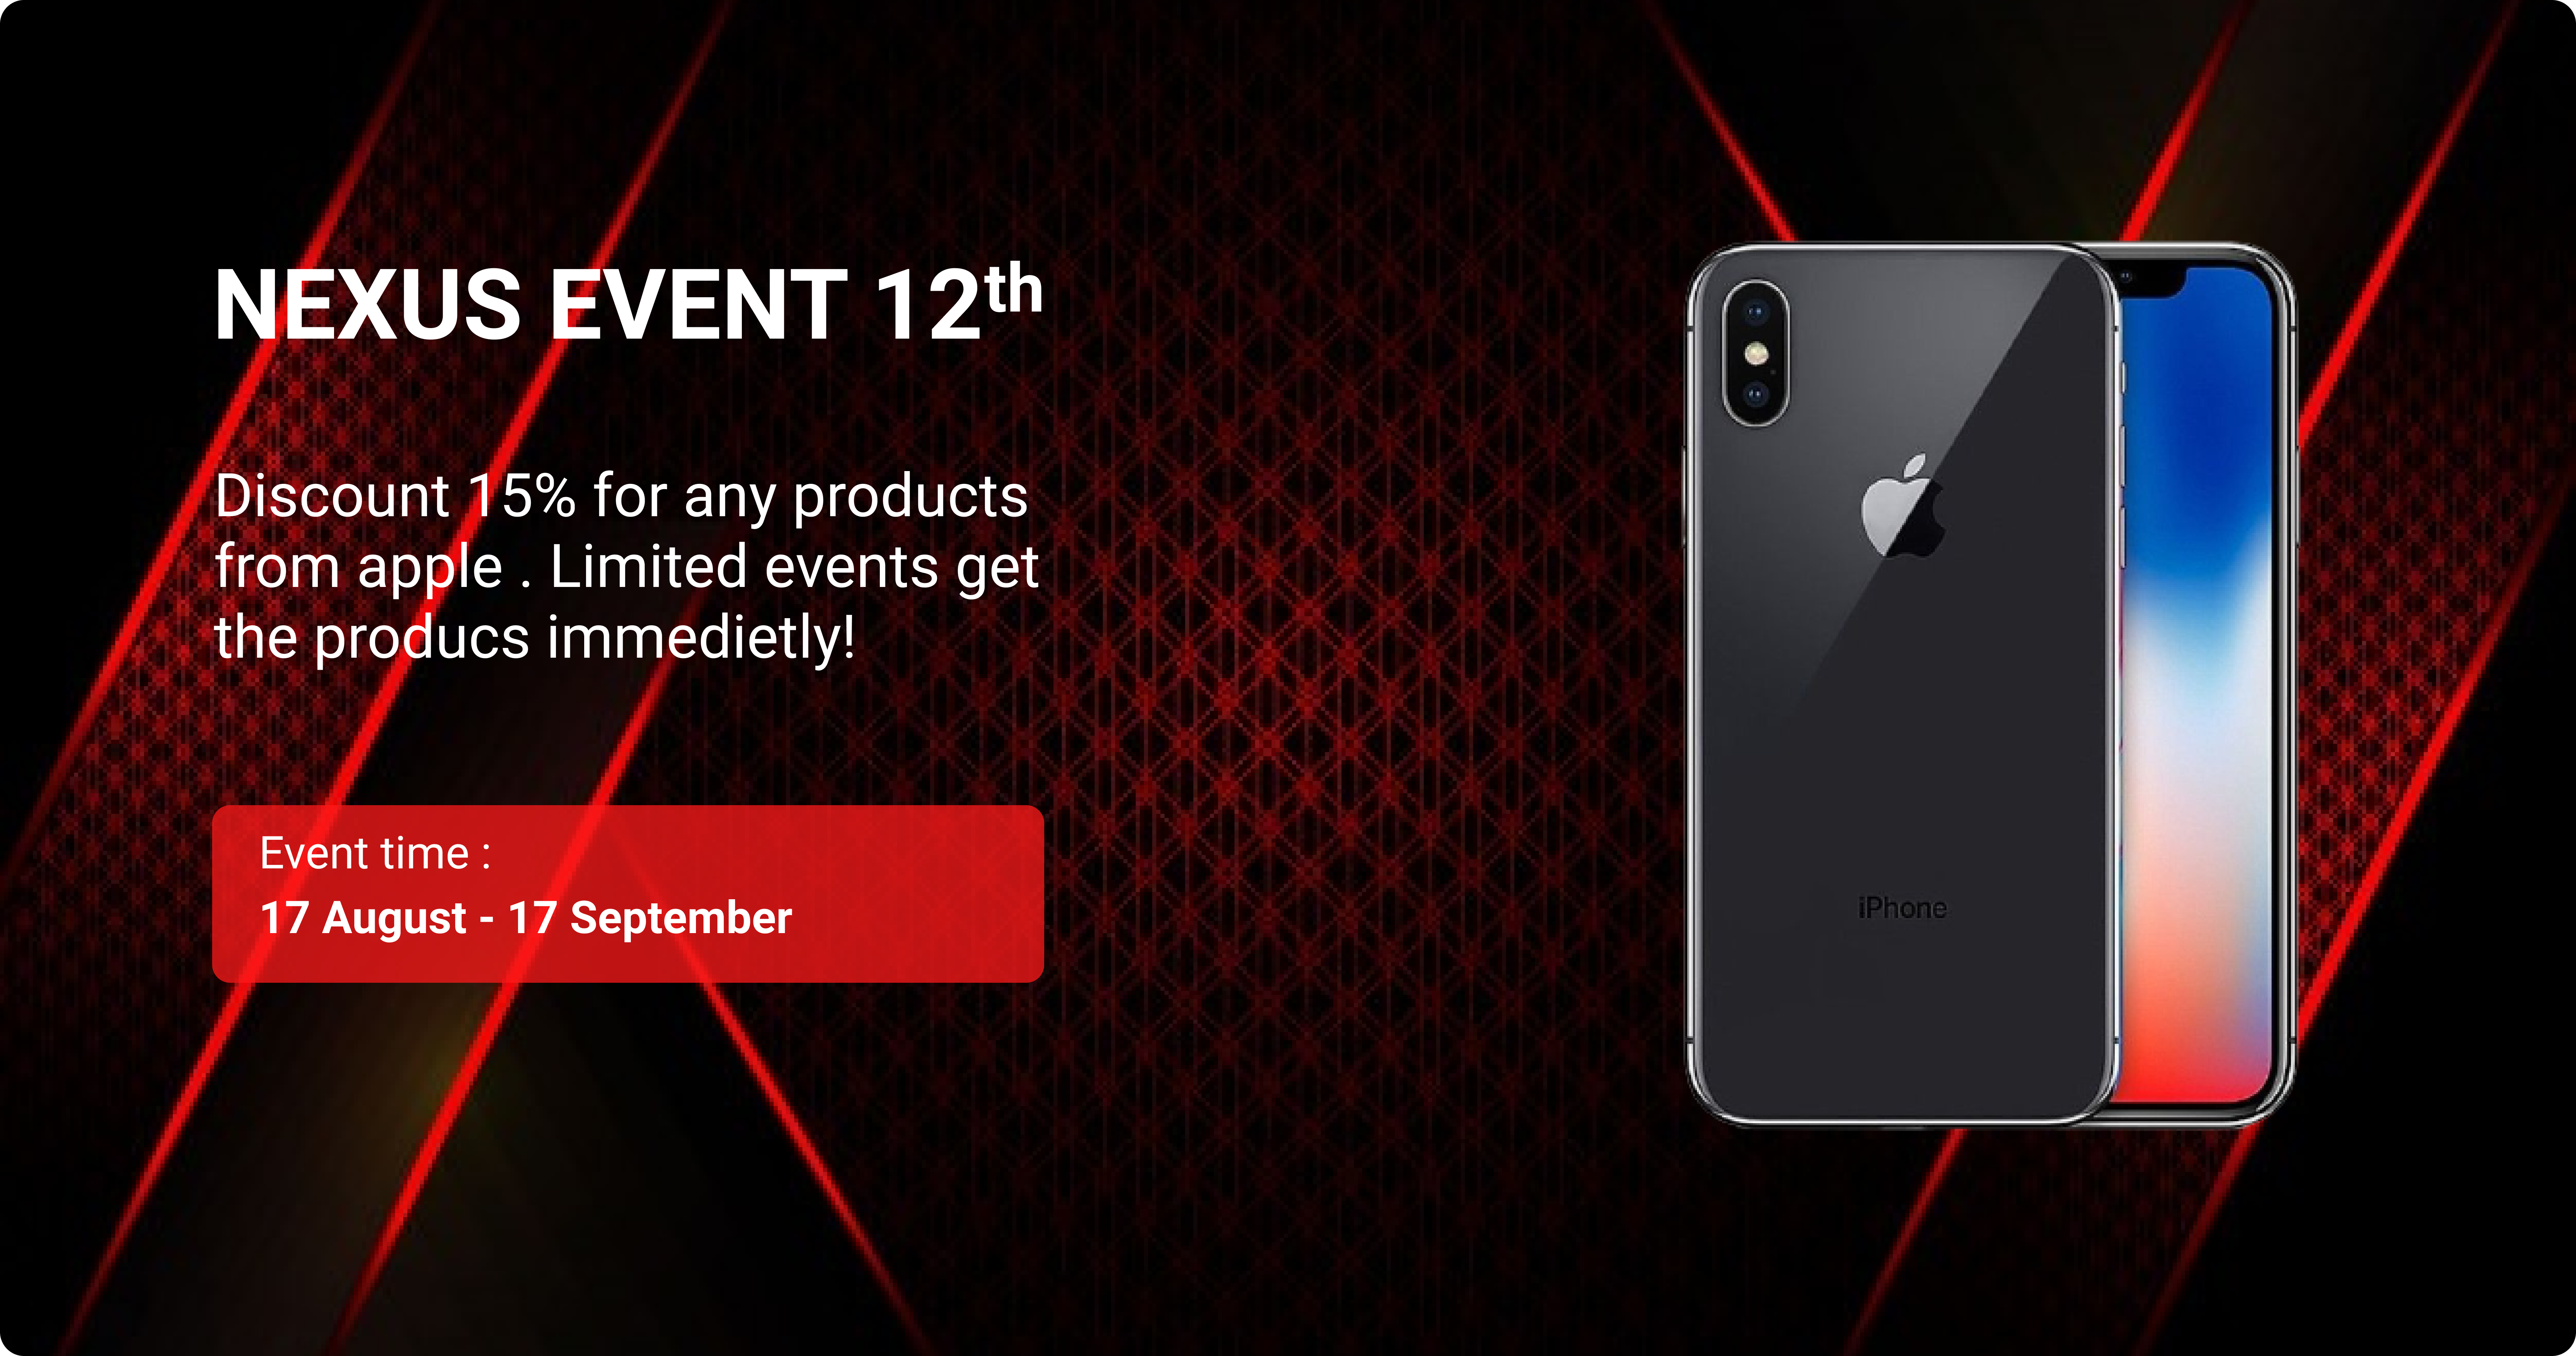 NEXUS EVENT 12th
Discount 15% for any products
from apple . Limited events get
the producs immedietly!
Event time :
17 August - 17 September
iPhone